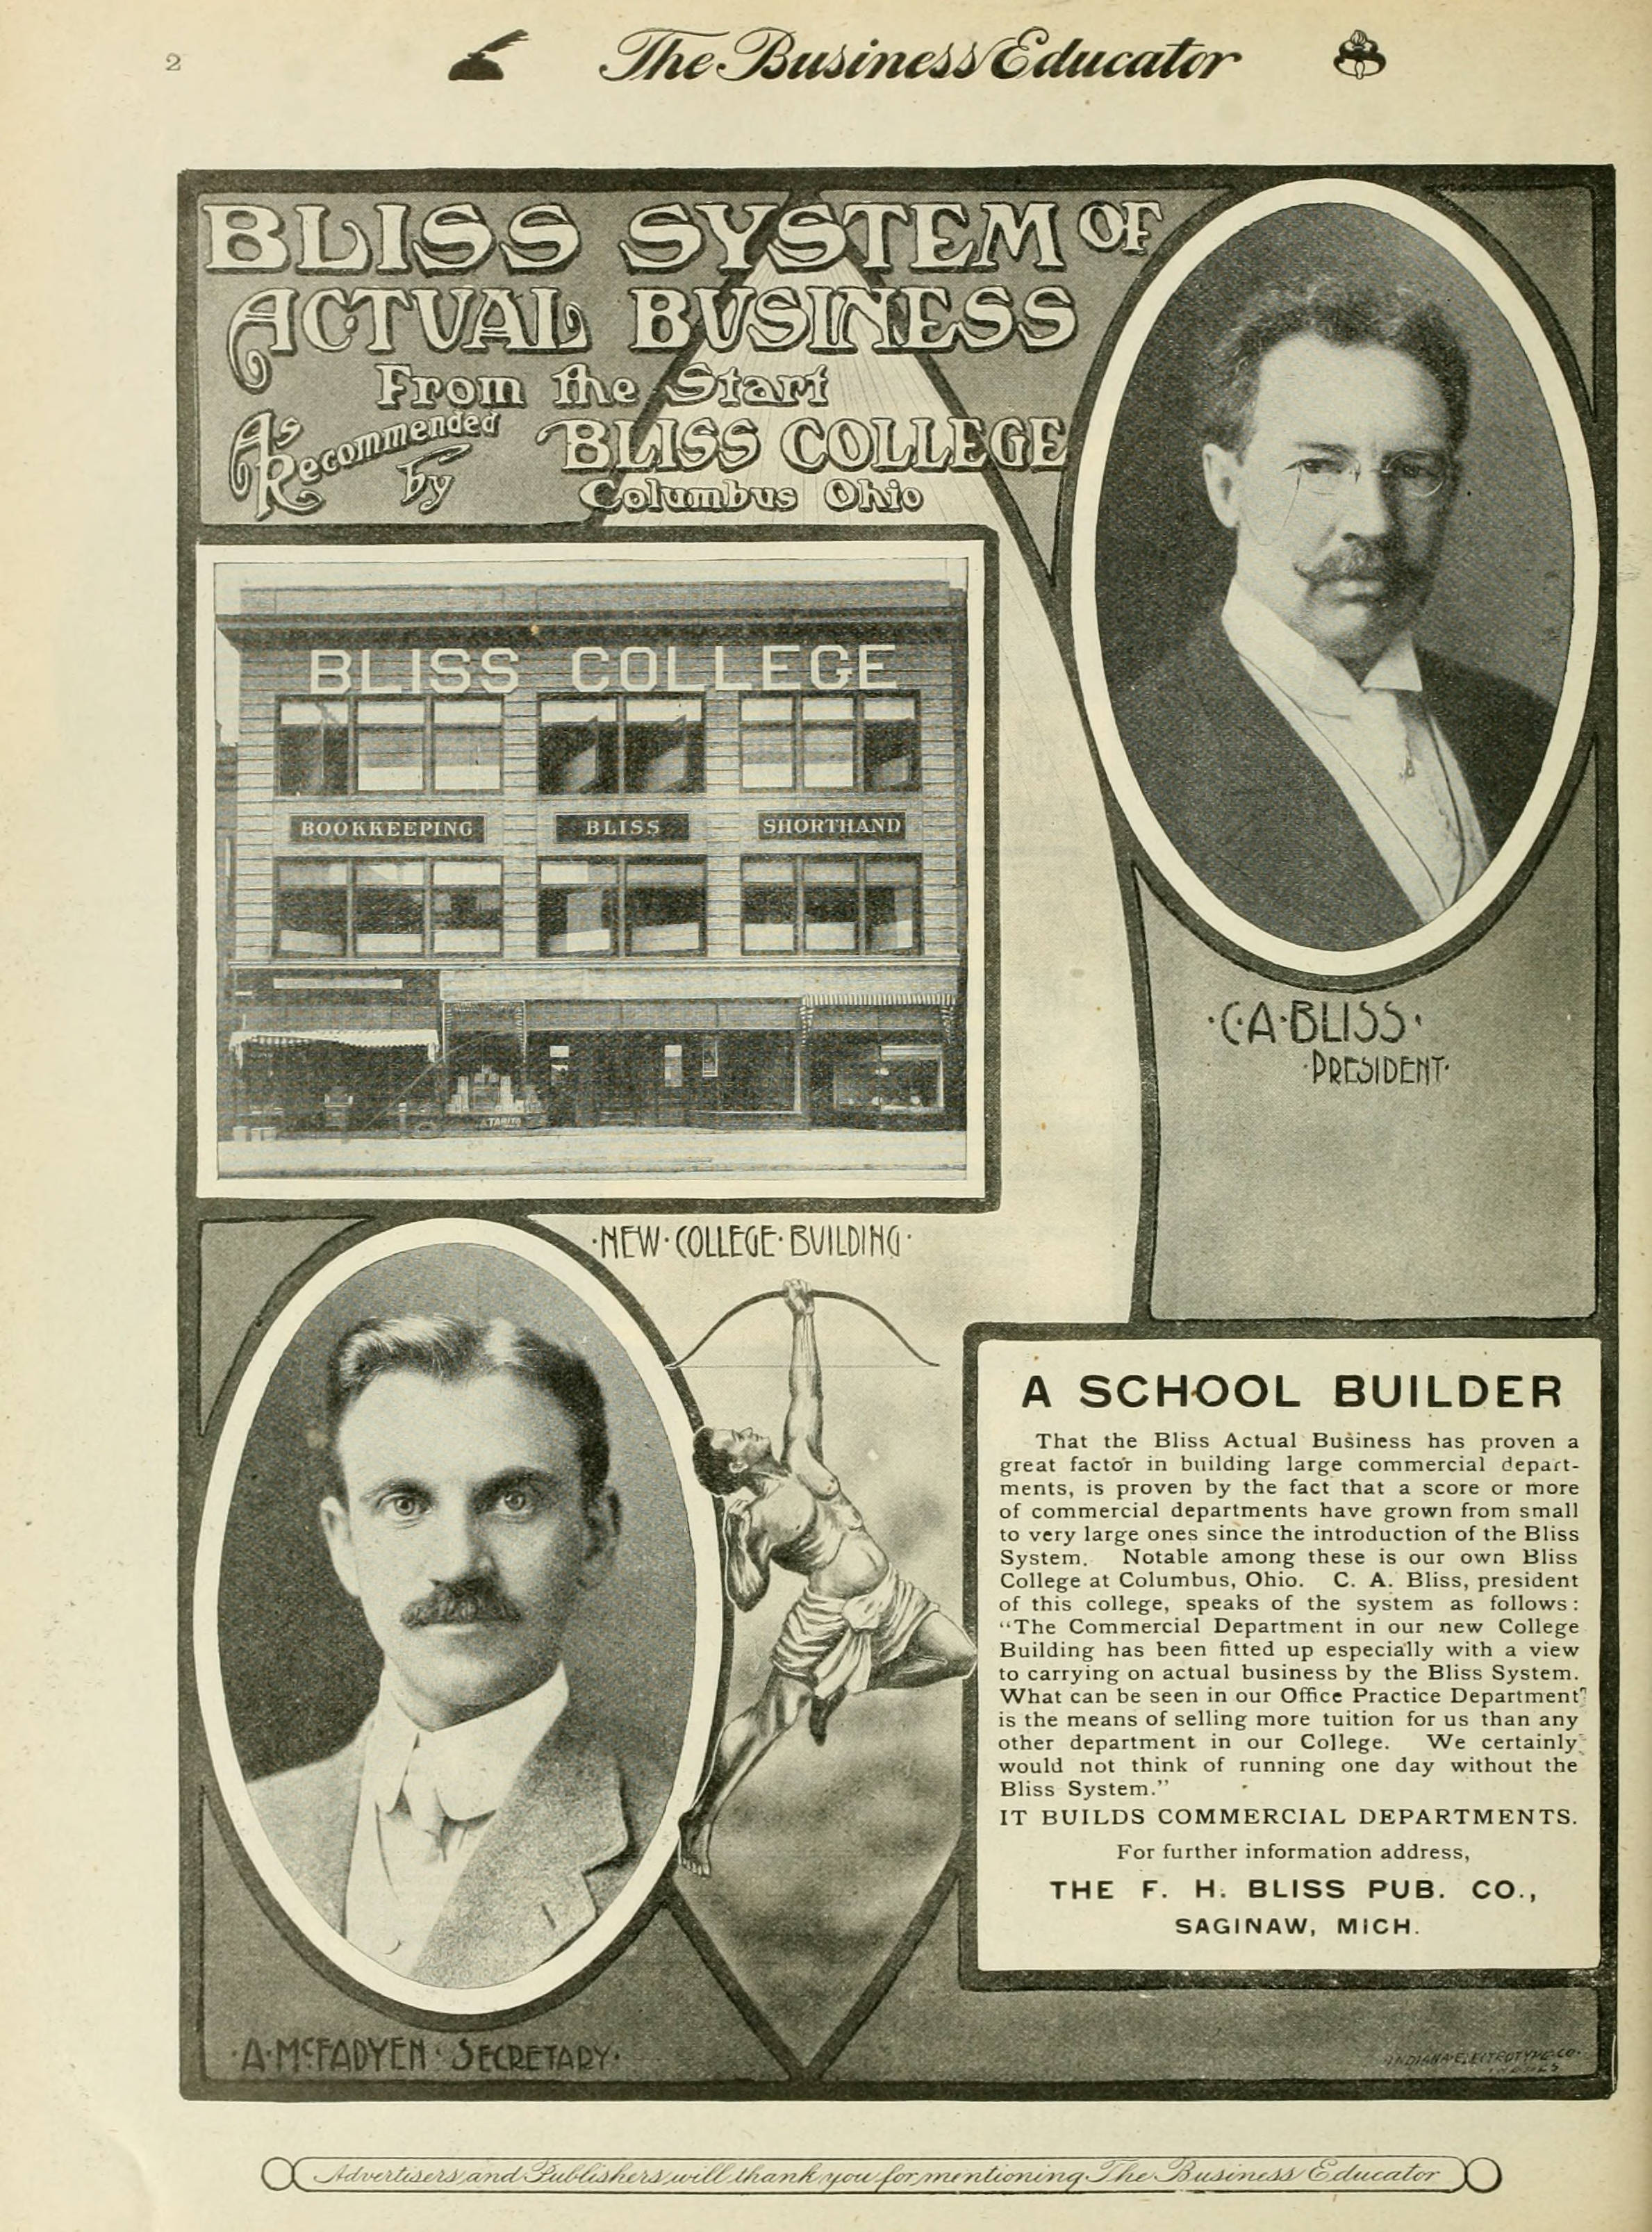 2
The Business Educator
BLISS SYSTEM OF
ACTUAL BUSINESS
From the Start
As Recommended by BLISS COLLEGE
Columbus Ohio
BLISS COLLEGE
BOOKKEEPING BLISS SHORTHAND
·C·A·BLISS·
·PRESIDENT·
·NEW·COLLEGE·BUILDING·
A SCHOOL BUILDER
That the Bliss Actual Business has proven a
great factor in building large commercial depart-
ments, is proven by the fact that a score or more
of commercial departments have grown from small
to very large ones since the introduction of the Bliss
System. Notable among these is our own Bliss
College at Columbus, Ohio. C. A. Bliss, president
of this college, speaks of the system as follows:
"The Commercial Department in our new College
Building has been fitted up especially with a view
to carrying on actual business by the Bliss System.
What can be seen in our Office Practice Department
is the means of selling more tuition for us than any
other department in our College. We certainly
would not think of running one day without the
Bliss System."
IT BUILDS COMMERCIAL DEPARTMENTS.
For further information address,
THE F. H. BLISS PUB. CO.,
SAGINAW, MICH.
·A·McFADYEN·SECRETARY·
INDIANA ELECTROTYPE CO.
Advertisers and Publishers will thank you for mentioning The Business Educator